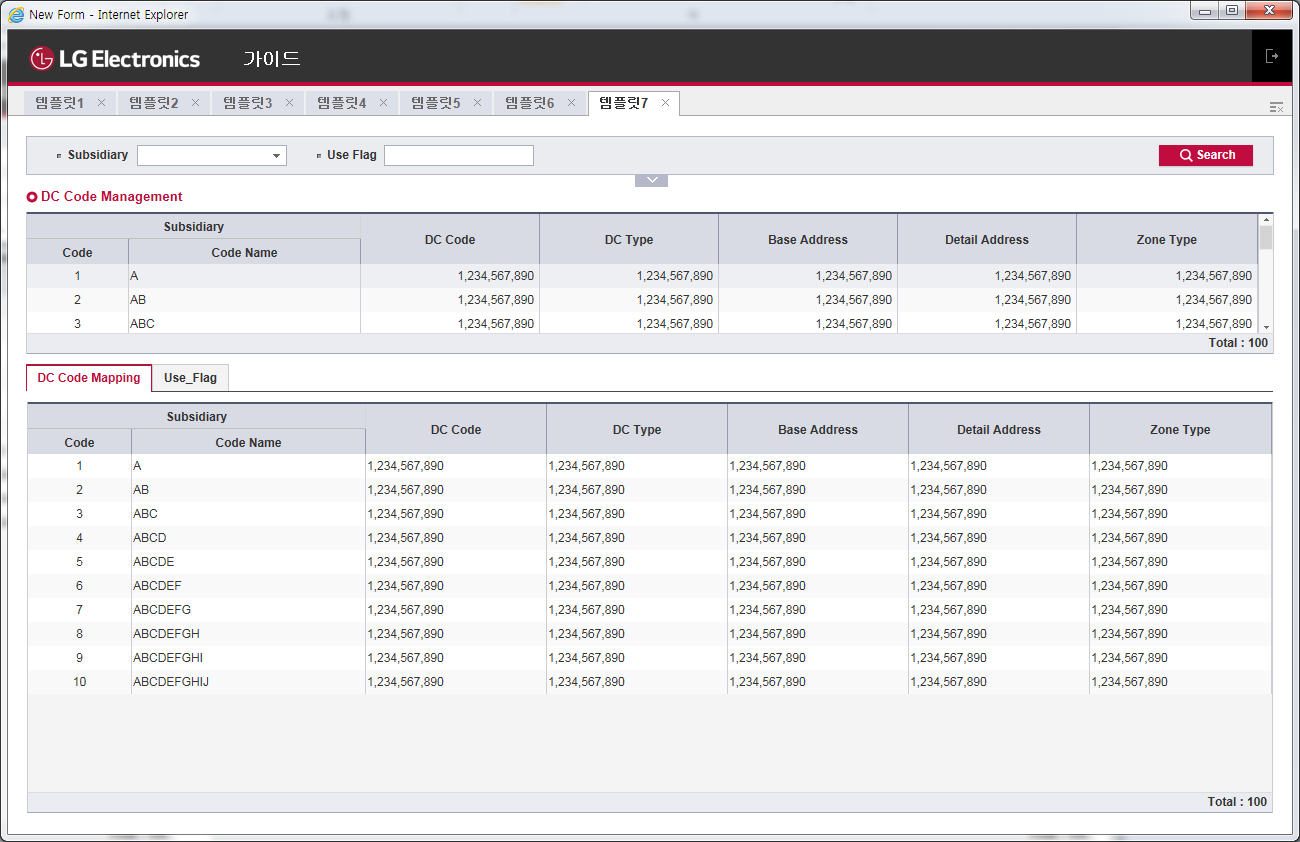 New Form - Internet Explorer
LG Electronics 가이드
템플릿1 템플릿2 템플릿3 템플릿4 템플릿5 템플릿6 템플릿7
Subsidiary Use Flag Search
DC Code Management
Subsidiary DC Code DC Type Base Address Detail Address Zone Type
Code Code Name
1 A 1,234,567,890 1,234,567,890 1,234,567,890 1,234,567,890 1,234,567,890
2 AB 1,234,567,890 1,234,567,890 1,234,567,890 1,234,567,890 1,234,567,890
3 ABC 1,234,567,890 1,234,567,890 1,234,567,890 1,234,567,890 1,234,567,890
Total : 100
DC Code Mapping Use_Flag
Subsidiary DC Code DC Type Base Address Detail Address Zone Type
Code Code Name
1 A 1,234,567,890 1,234,567,890 1,234,567,890 1,234,567,890 1,234,567,890
2 AB 1,234,567,890 1,234,567,890 1,234,567,890 1,234,567,890 1,234,567,890
3 ABC 1,234,567,890 1,234,567,890 1,234,567,890 1,234,567,890 1,234,567,890
4 ABCD 1,234,567,890 1,234,567,890 1,234,567,890 1,234,567,890 1,234,567,890
5 ABCDE 1,234,567,890 1,234,567,890 1,234,567,890 1,234,567,890 1,234,567,890
6 ABCDEF 1,234,567,890 1,234,567,890 1,234,567,890 1,234,567,890 1,234,567,890
7 ABCDEFG 1,234,567,890 1,234,567,890 1,234,567,890 1,234,567,890 1,234,567,890
8 ABCDEFGH 1,234,567,890 1,234,567,890 1,234,567,890 1,234,567,890 1,234,567,890
9 ABCDEFGHI 1,234,567,890 1,234,567,890 1,234,567,890 1,234,567,890 1,234,567,890
10 ABCDEFGHIJ 1,234,567,890 1,234,567,890 1,234,567,890 1,234,567,890 1,234,567,890
Total : 100